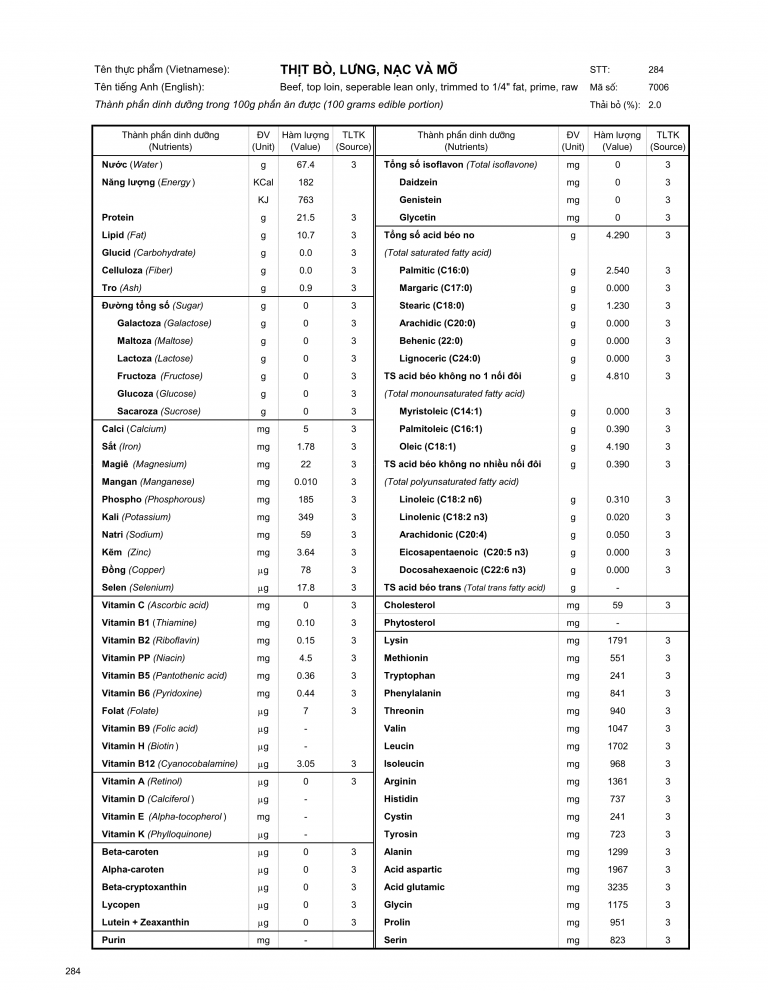 Tên thực phẩm (Vietnamese): THỊT BÒ, LƯNG, NẠC VÀ MỠ STT: 284
Tên tiếng Anh (English): Beef, top loin, seperable lean only, trimmed to 1/4" fat, prime, raw Mã số: 7006
Thành phần dinh dưỡng trong 100g phần ăn được (100 grams edible portion) Thải bỏ (%): 2.0
Thành phần dinh dưỡng ĐV Hàm lượng TLTK Thành phần dinh dưỡng ĐV Hàm lượng TLTK
(Nutrients) (Unit) (Value) (Source) (Nutrients) (Unit) (Value) (Source)
Nước (Water) g 67.4 3 Tổng số isoflavon (Total isoflavone) mg 0 3
Năng lượng (Energy) KCal 182 Daidzein mg 0 3
KJ 763 Genistein mg 0 3
Protein g 21.5 3 Glycetin mg 0 3
Lipid (Fat) g 10.7 3 Tổng số acid béo no g 4.290 3
Glucid (Carbohydrate) g 0.0 3 (Total saturated fatty acid)
Celluloza (Fiber) g 0.0 3 Palmitic (C16:0) g 2.540 3
Tro (Ash) g 0.9 3 Margaric (C17:0) g 0.000 3
Đường tổng số (Sugar) g 0 3 Stearic (C18:0) g 1.230 3
Galactoza (Galactose) g 0 3 Arachidic (C20:0) g 0.000 3
Maltoza (Maltose) g 0 3 Behenic (22:0) g 0.000 3
Lactoza (Lactose) g 0 3 Lignoceric (C24:0) g 0.000 3
Fructoza (Fructose) g 0 3 TS acid béo không no 1 nối đôi g 4.810 3
Glucoza (Glucose) g 0 3 (Total monounsaturated fatty acid)
Sacaroza (Sucrose) g 0 3 Myristoleic (C14:1) g 0.000 3
Calci (Calcium) mg 5 3 Palmitoleic (C16:1) g 0.390 3
Sắt (Iron) mg 1.78 3 Oleic (C18:1) g 4.190 3
Magiê (Magnesium) mg 22 3 TS acid béo không no nhiều nối đôi g 0.390 3
Mangan (Manganese) mg 0.010 3 (Total polyunsaturated fatty acid)
Phospho (Phosphorous) mg 185 3 Linoleic (C18:2 n6) g 0.310 3
Kali (Potassium) mg 349 3 Linolenic (C18:2 n3) g 0.020 3
Natri (Sodium) mg 59 3 Arachidonic (C20:4) g 0.050 3
Kẽm (Zinc) mg 3.64 3 Eicosapentaenoic (C20:5 n3) g 0.000 3
Đồng (Copper) μg 78 3 Docosahexaenoic (C22:6 n3) g 0.000 3
Selen (Selenium) μg 17.8 3 TS acid béo trans (Total trans fatty acid) g -
Vitamin C (Ascorbic acid) mg 0 3 Cholesterol mg 59 3
Vitamin B1 (Thiamine) mg 0.10 3 Phytosterol mg -
Vitamin B2 (Riboflavin) mg 0.15 3 Lysin mg 1791 3
Vitamin PP (Niacin) mg 4.5 3 Methionin mg 551 3
Vitamin B5 (Pantothenic acid) mg 0.36 3 Tryptophan mg 241 3
Vitamin B6 (Pyridoxine) mg 0.44 3 Phenylalanin mg 841 3
Folat (Folate) μg 7 3 Threonin mg 940 3
Vitamin B9 (Folic acid) μg - Valin mg 1047 3
Vitamin H (Biotin) μg - Leucin mg 1702 3
Vitamin B12 (Cyanocobalamine) μg 3.05 3 Isoleucin mg 968 3
Vitamin A (Retinol) μg 0 3 Arginin mg 1361 3
Vitamin D (Calciferol) μg - Histidin mg 737 3
Vitamin E (Alpha-tocopherol) mg - Cystin mg 241 3
Vitamin K (Phylloquinone) μg - Tyrosin mg 723 3
Beta-caroten μg 0 3 Alanin mg 1299 3
Alpha-caroten μg 0 3 Acid aspartic mg 1967 3
Beta-cryptoxanthin μg 0 3 Acid glutamic mg 3235 3
Lycopen μg 0 3 Glycin mg 1175 3
Lutein + Zeaxanthin μg 0 3 Prolin mg 951 3
Purin mg - Serin mg 823 3
284